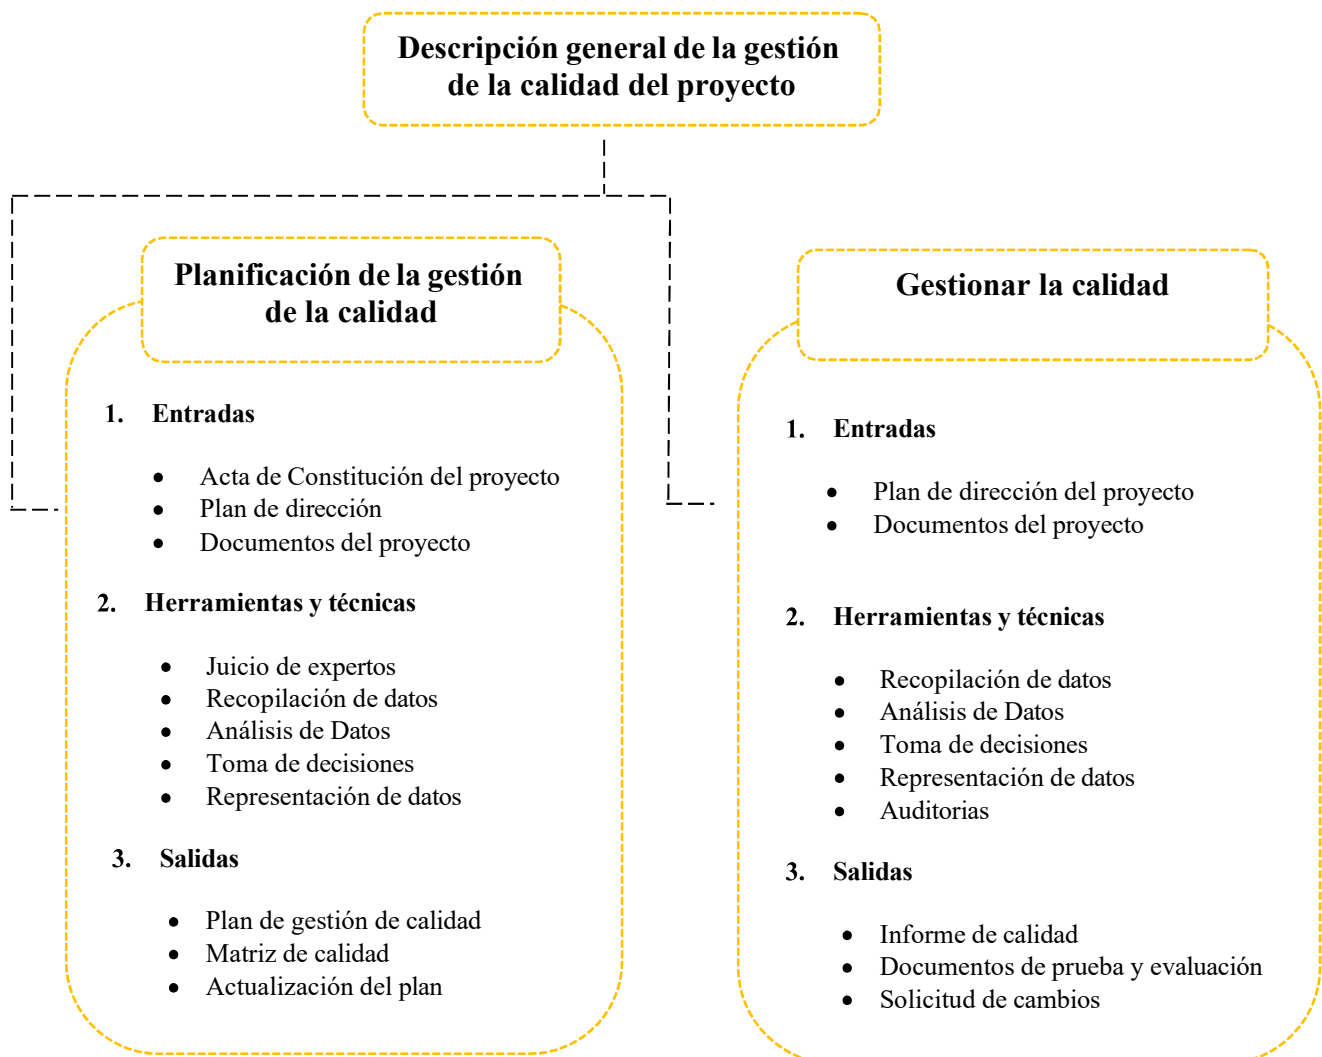 Descripción general de la gestión
de la calidad del proyecto
Planificación de la gestión
de la calidad
1. Entradas
• Acta de Constitución del proyecto
• Plan de dirección
• Documentos del proyecto
2. Herramientas y técnicas
• Juicio de expertos
• Recopilación de datos
• Análisis de Datos
• Toma de decisiones
• Representación de datos
3. Salidas
• Plan de gestión de calidad
• Matriz de calidad
• Actualización del plan
Gestionar la calidad
1. Entradas
• Plan de dirección del proyecto
• Documentos del proyecto
2. Herramientas y técnicas
• Recopilación de datos
• Análisis de Datos
• Toma de decisiones
• Representación de datos
• Auditorias
3. Salidas
• Informe de calidad
• Documentos de prueba y evaluación
• Solicitud de cambios